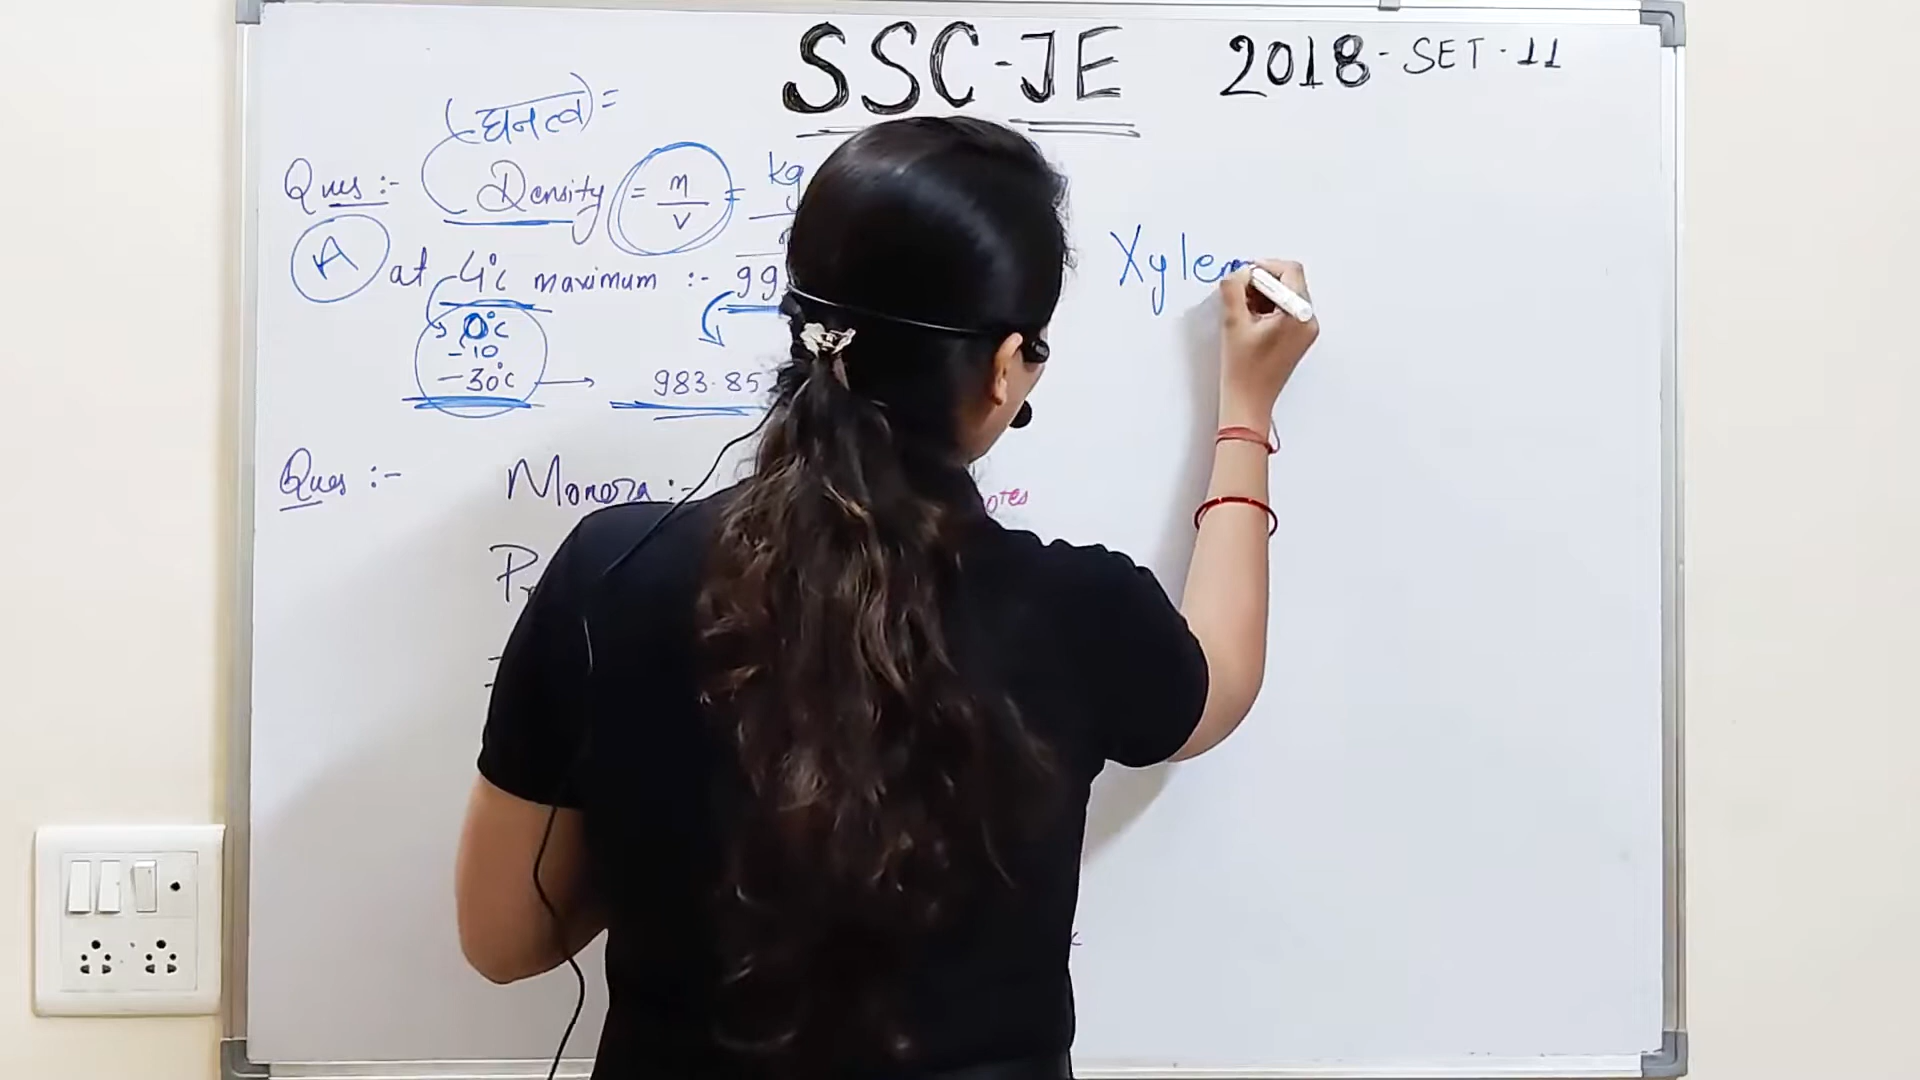 SSC-JE 2018-SET-11
(घनत्व)=
Ques :- Density = m/v = kg
A at 4°c maximum :- 99
0°c
-10
-30°c → 983.85
Xylem
Ques :- Monera :-